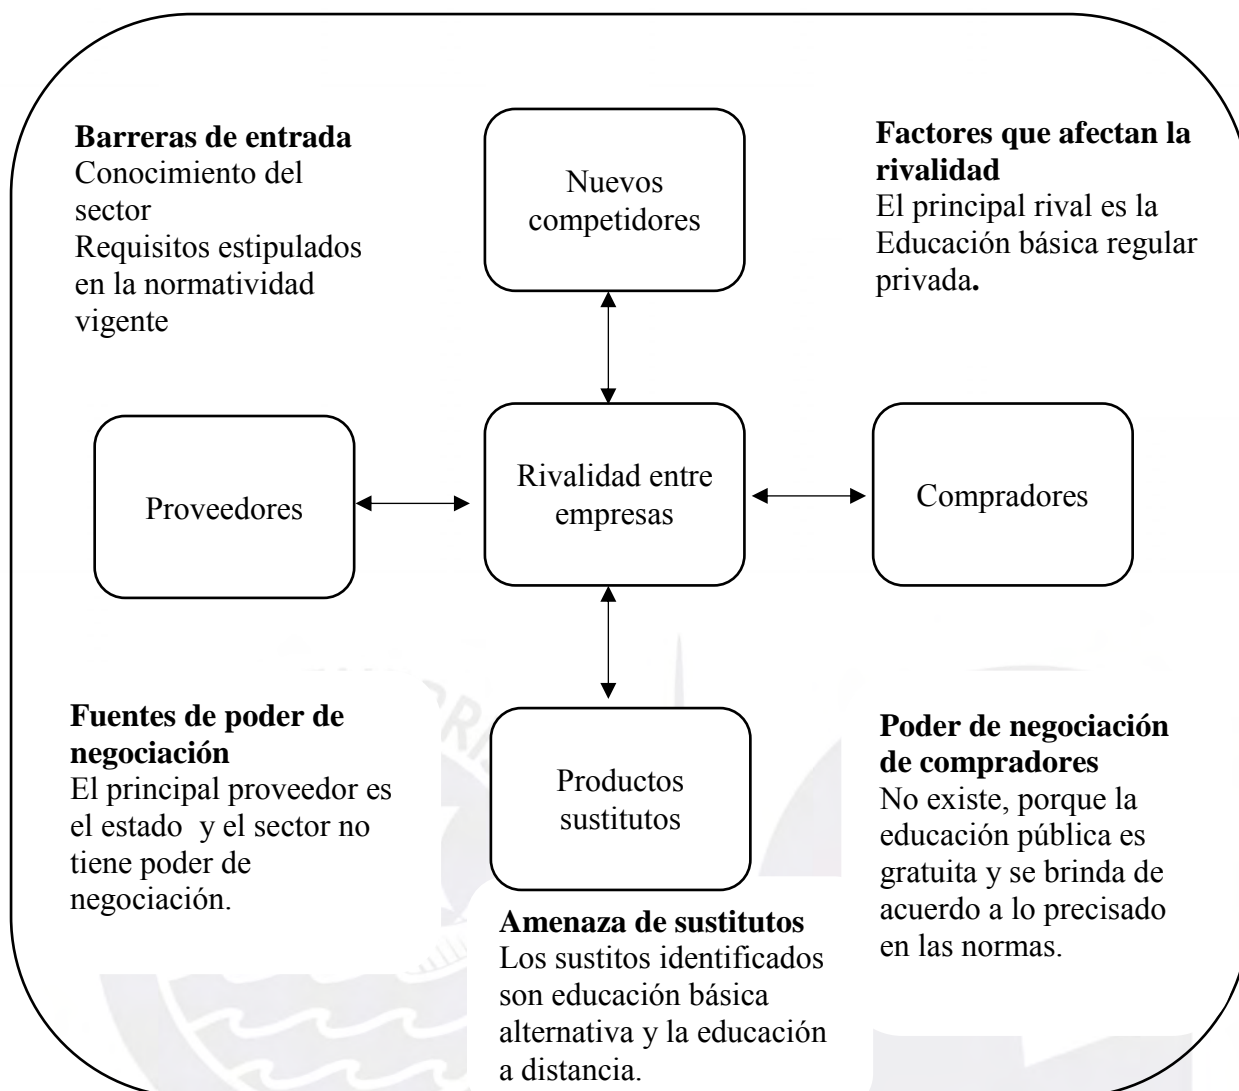 Barreras de entrada
Conocimiento del
sector
Requisitos estipulados
en la normatividad
vigente
Nuevos
competidores
Factores que afectan la
rivalidad
El principal rival es la
Educación básica regular
privada.
Proveedores
Rivalidad entre
empresas
Compradores
Fuentes de poder de
negociación
El principal proveedor es
el estado y el sector no
tiene poder de
negociación.
Productos
sustitutos
Amenaza de sustitutos
Los sustitos identificados
son educación básica
alternativa y la educación
a distancia.
Poder de negociación
de compradores
No existe, porque la
educación pública es
gratuita y se brinda de
acuerdo a lo precisado
en las normas.